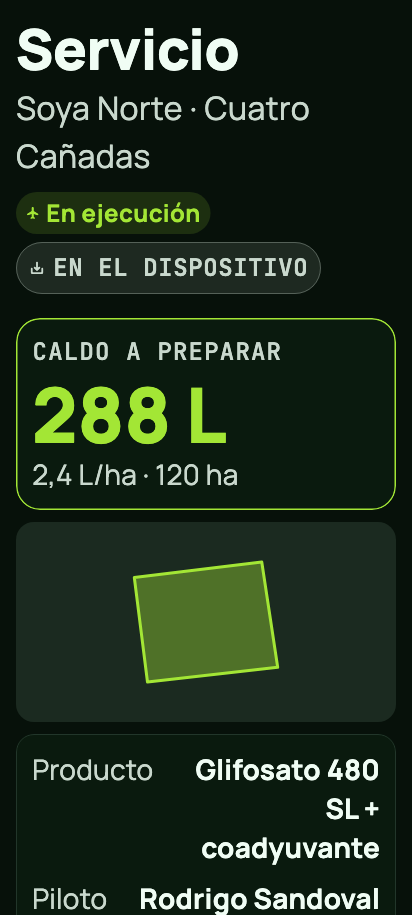 Servicio
Soya Norte · Cuatro
Cañadas
En ejecución
EN EL DISPOSITIVO
CALDO A PREPARAR
288 L
2,4 L/ha · 120 ha
Producto Glifosato 480
SL +
coadyuvante
Piloto Rodrigo Sandoval